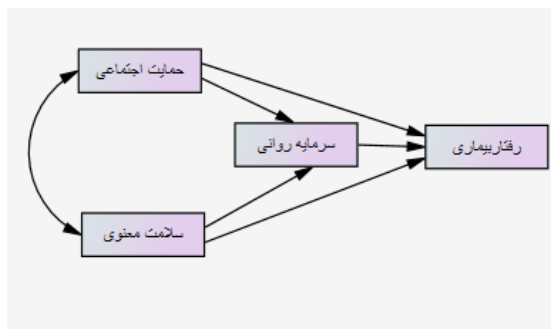 حمایت اجتماعی
سرمایه روانی
رفتاربیماری
سلامت معنوی